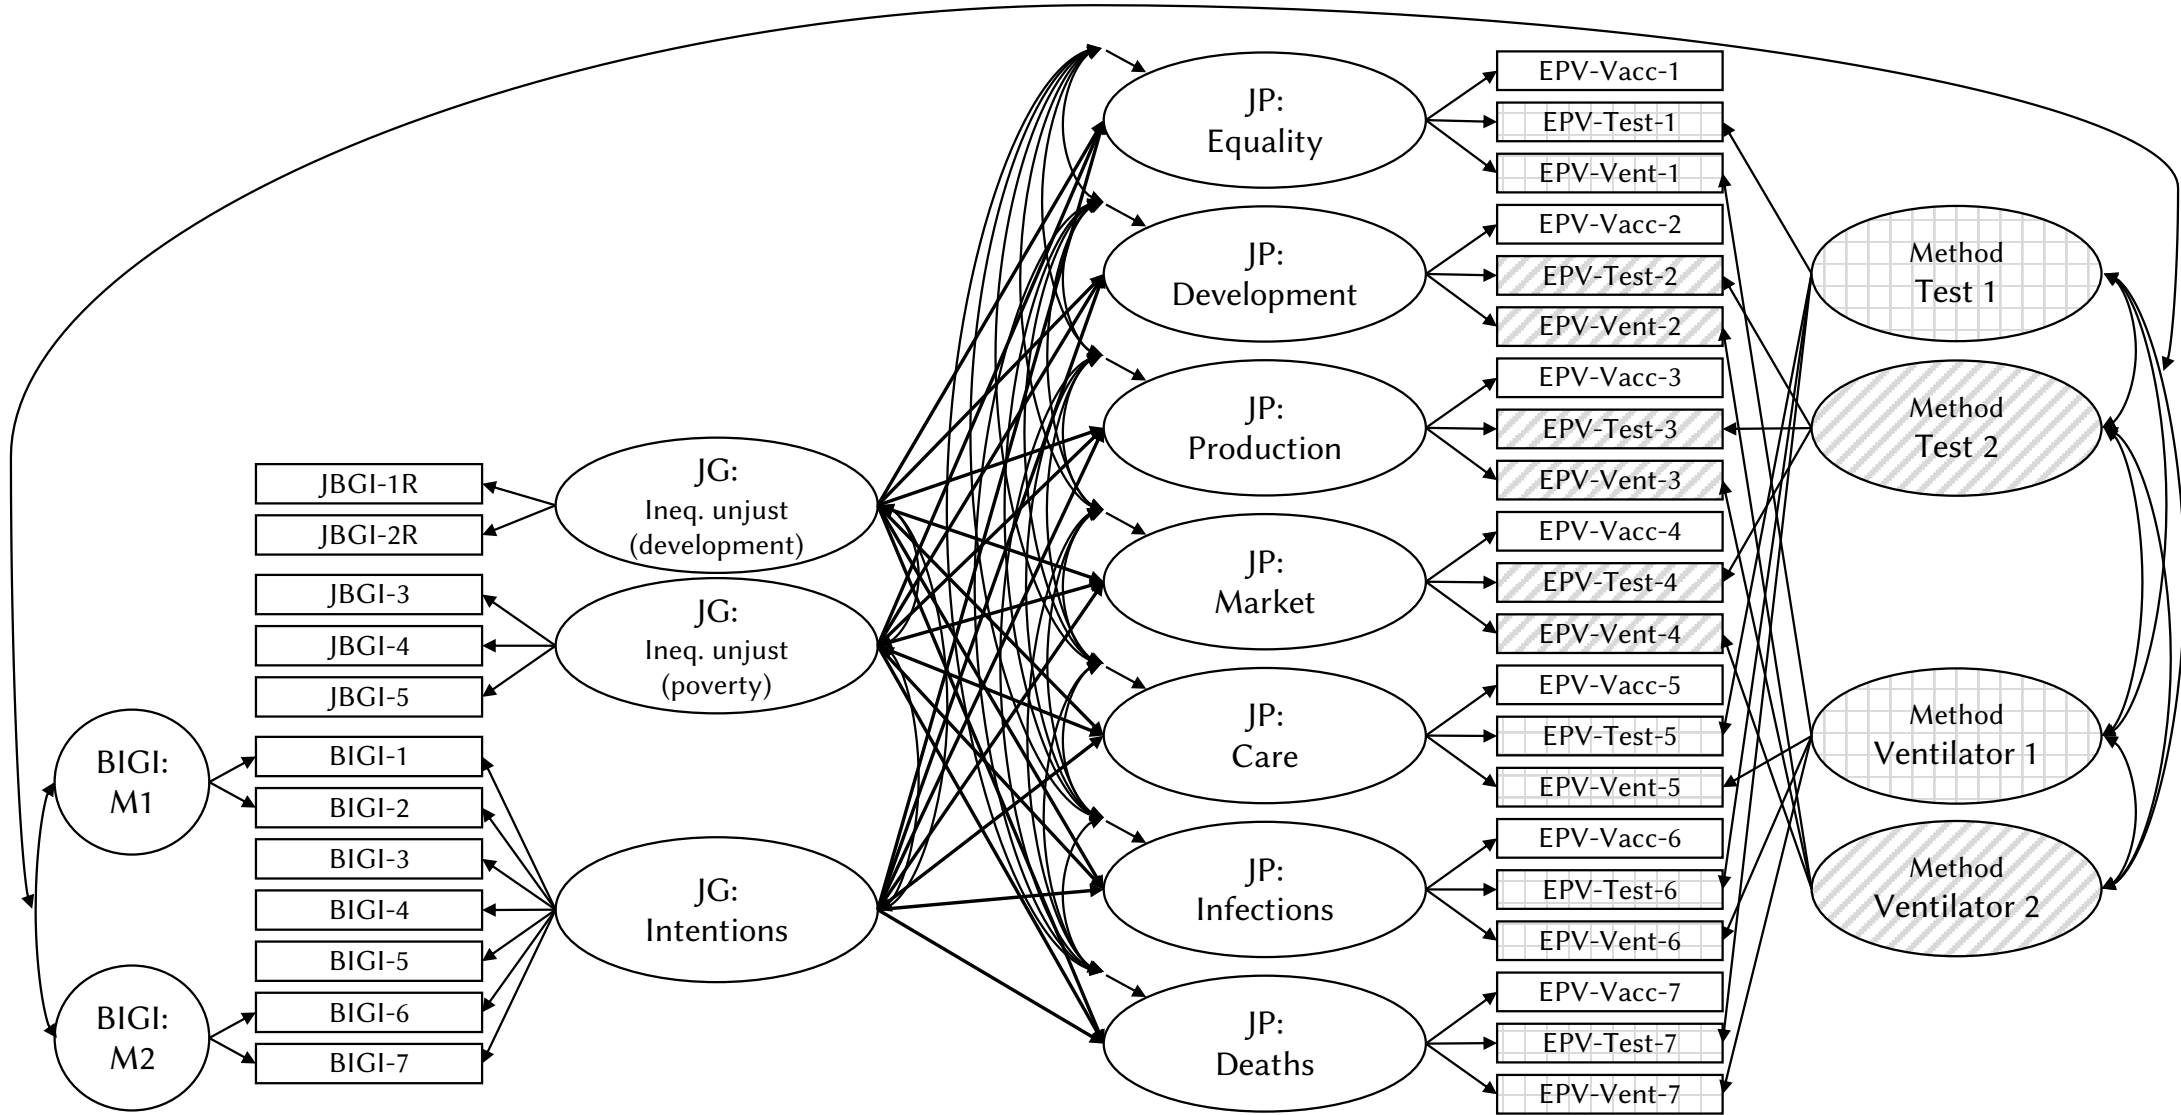 BIGI:
M1
BIGI:
M2
JBGI-1R
JBGI-2R
JBGI-3
JBGI-4
JBGI-5
BIGI-1
BIGI-2
BIGI-3
BIGI-4
BIGI-5
BIGI-6
BIGI-7
JG:
Ineq. unjust
(development)
JG:
Ineq. unjust
(poverty)
JG:
Intentions
JP:
Equality
JP:
Development
JP:
Production
JP:
Market
JP:
Care
JP:
Infections
JP:
Deaths
EPV-Vacc-1
EPV-Test-1
EPV-Vent-1
EPV-Vacc-2
EPV-Test-2
EPV-Vent-2
EPV-Vacc-3
EPV-Test-3
EPV-Vent-3
EPV-Vacc-4
EPV-Test-4
EPV-Vent-4
EPV-Vacc-5
EPV-Test-5
EPV-Vent-5
EPV-Vacc-6
EPV-Test-6
EPV-Vent-6
EPV-Vacc-7
EPV-Test-7
EPV-Vent-7
Method
Test 1
Method
Test 2
Method
Ventilator 1
Method
Ventilator 2